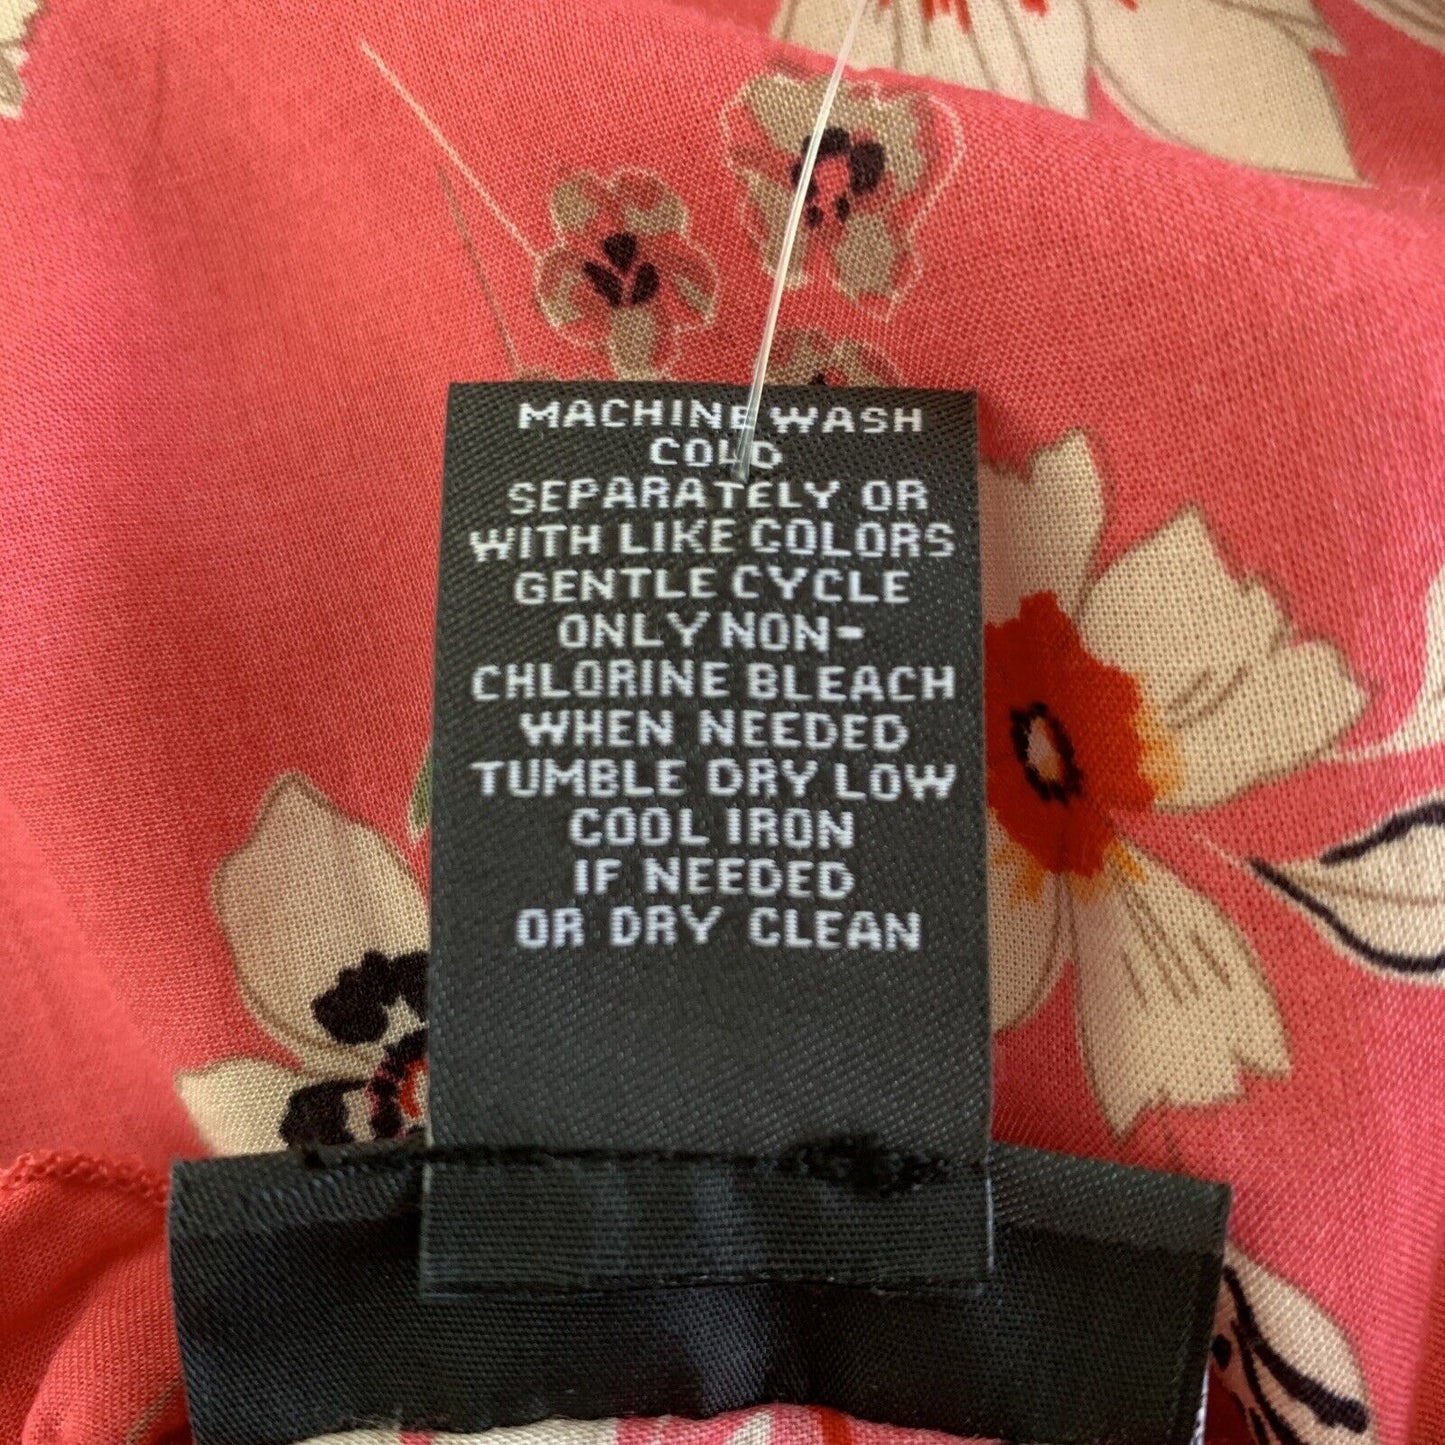 MACHINE WASH
COLD
SEPARATELY OR
WITH LIKE COLORS
GENTLE CYCLE
ONLY NON-
CHLORINE BLEACH
WHEN NEEDED
TUMBLE DRY LOW
COOL IRON
IF NEEDED
OR DRY CLEAN